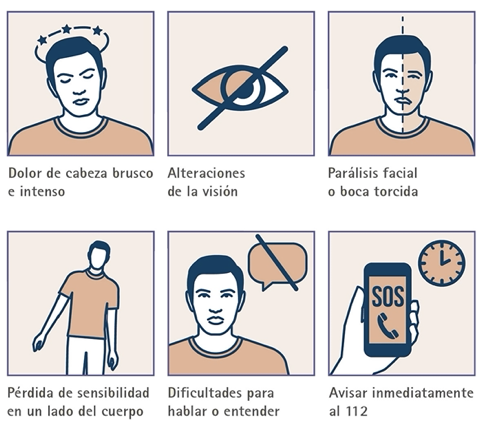 Dolor de cabeza brusco
e intenso
Alteraciones
de la visión
Parálisis facial
o boca torcida
Pérdida de sensibilidad
en un lado del cuerpo
Dificultades para
hablar o entender
SOS
Avisar inmediatamente
al 112